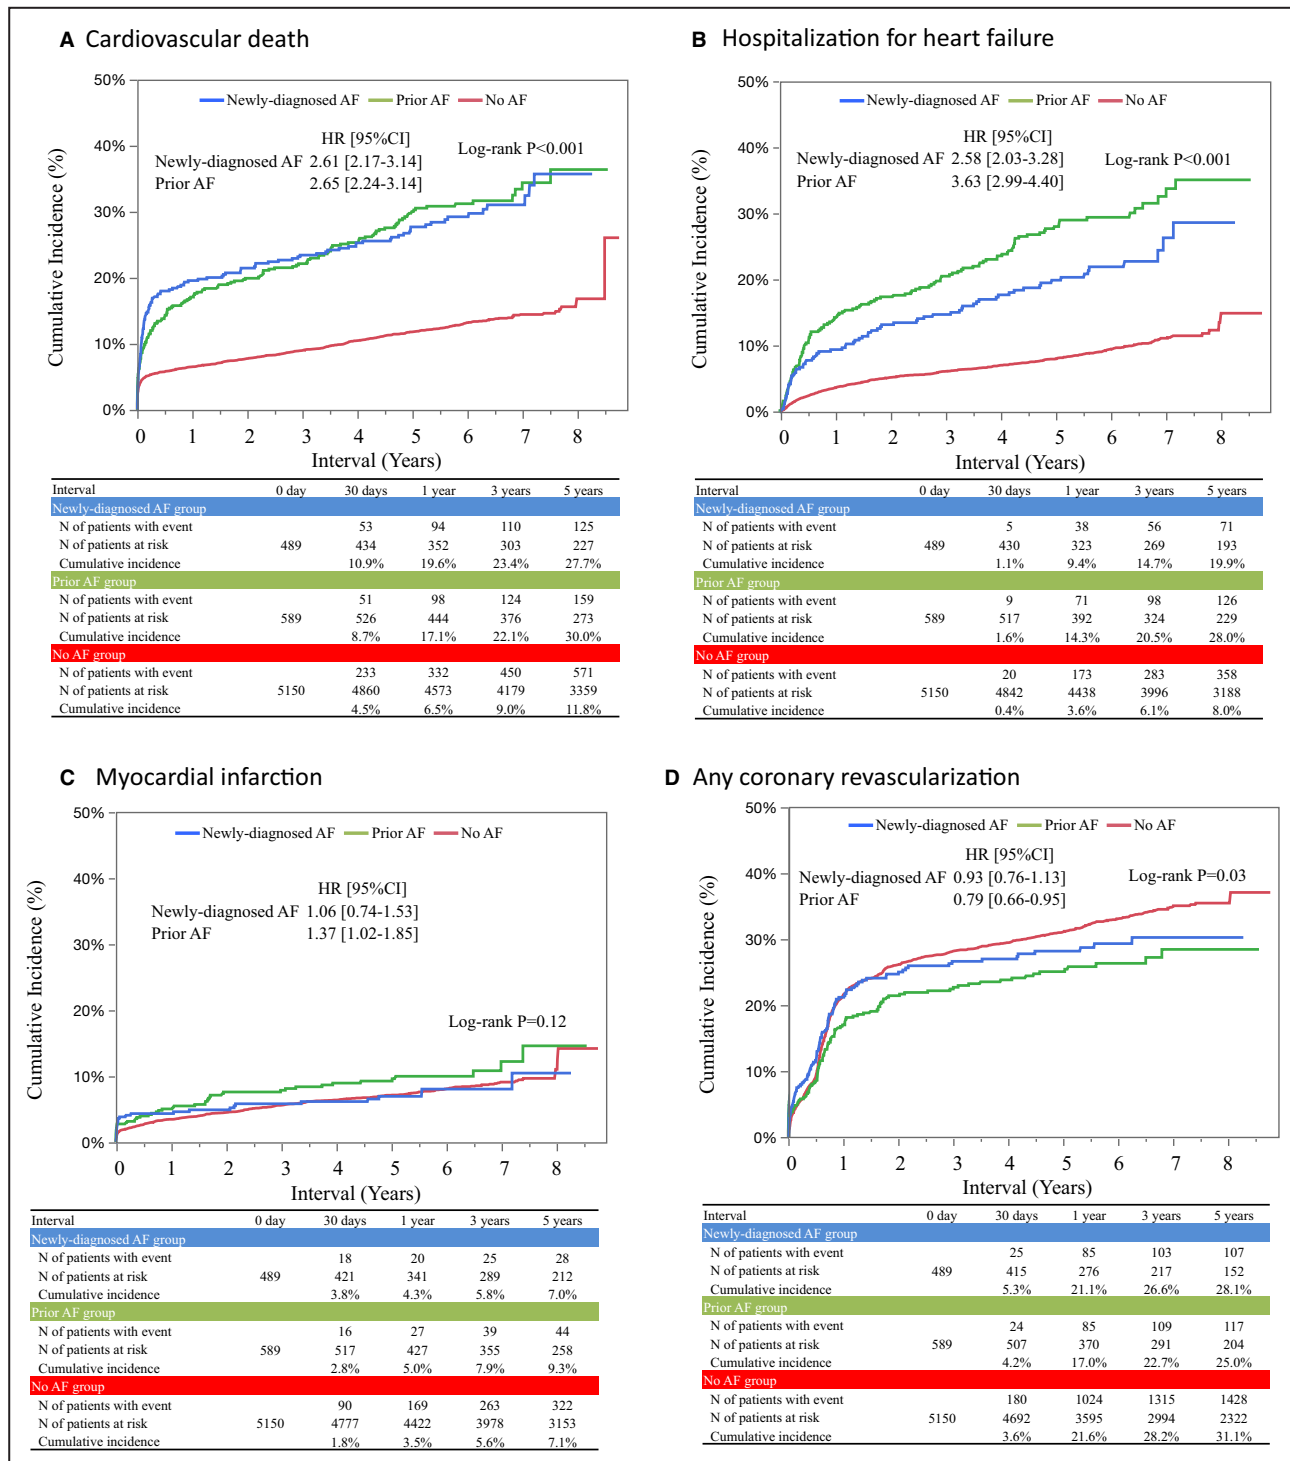 A Cardiovascular death
50%
40%
30%
20%
10%
0%
Cumulative Incidence (%)
Newly-diagnosed AF Prior AF No AF
HR [95%CI]
Newly-diagnosed AF 2.61 [2.17-3.14]
Prior AF 2.65 [2.24-3.14]
Log-rank P<0.001
0 1 2 3 4 5 6 7 8
Interval (Years)
Interval 0 day 30 days 1 year 3 years 5 years
Newly-diagnosed AF group
N of patients with event 53 94 110 125
N of patients at risk 489 434 352 303 227
Cumulative incidence 10.9% 19.6% 23.4% 27.7%
Prior AF group
N of patients with event 51 98 124 159
N of patients at risk 589 526 444 376 273
Cumulative incidence 8.7% 17.1% 22.1% 30.0%
No AF group
N of patients with event 233 332 450 571
N of patients at risk 5150 4860 4573 4179 3359
Cumulative incidence 4.5% 6.5% 9.0% 11.8%
B Hospitalization for heart failure
50%
40%
30%
20%
10%
0%
Cumulative Incidence (%)
Newly-diagnosed AF Prior AF No AF
HR [95%CI]
Newly-diagnosed AF 2.58 [2.03-3.28]
Prior AF 3.63 [2.99-4.40]
Log-rank P<0.001
0 1 2 3 4 5 6 7 8
Interval (Years)
Interval 0 day 30 days 1 year 3 years 5 years
Newly-diagnosed AF group
N of patients with event 5 38 56 71
N of patients at risk 489 430 323 269 193
Cumulative incidence 1.1% 9.4% 14.7% 19.9%
Prior AF group
N of patients with event 9 71 98 126
N of patients at risk 589 517 392 324 229
Cumulative incidence 1.6% 14.3% 20.5% 28.0%
No AF group
N of patients with event 20 173 283 358
N of patients at risk 5150 4842 4438 3996 3188
Cumulative incidence 0.4% 3.6% 6.1% 8.0%
C Myocardial infarction
50%
40%
30%
20%
10%
0%
Cumulative Incidence (%)
Newly-diagnosed AF Prior AF No AF
HR [95%CI]
Newly-diagnosed AF 1.06 [0.74-1.53]
Prior AF 1.37 [1.02-1.85]
Log-rank P=0.12
0 1 2 3 4 5 6 7 8
Interval (Years)
Interval 0 day 30 days 1 year 3 years 5 years
Newly-diagnosed AF group
N of patients with event 18 20 25 28
N of patients at risk 489 421 341 289 212
Cumulative incidence 3.8% 4.3% 5.8% 7.0%
Prior AF group
N of patients with event 16 27 39 44
N of patients at risk 589 517 427 355 258
Cumulative incidence 2.8% 5.0% 7.9% 9.3%
No AF group
N of patients with event 90 169 263 322
N of patients at risk 5150 4777 4422 3978 3153
Cumulative incidence 1.8% 3.5% 5.6% 7.1%
D Any coronary revascularization
50%
40%
30%
20%
10%
0%
Cumulative Incidence (%)
Newly-diagnosed AF Prior AF No AF
HR [95%CI]
Newly-diagnosed AF 0.93 [0.76-1.13]
Prior AF 0.79 [0.66-0.95]
Log-rank P=0.03
0 1 2 3 4 5 6 7 8
Interval (Years)
Interval 0 day 30 days 1 year 3 years 5 years
Newly-diagnosed AF group
N of patients with event 25 85 103 107
N of patients at risk 489 415 276 217 152
Cumulative incidence 5.3% 21.1% 26.6% 28.1%
Prior AF group
N of patients with event 24 85 109 117
N of patients at risk 589 507 370 291 204
Cumulative incidence 4.2% 17.0% 22.7% 25.0%
No AF group
N of patients with event 180 1024 1315 1428
N of patients at risk 5150 4692 3595 2994 2322
Cumulative incidence 3.6% 21.6% 28.2% 31.1%